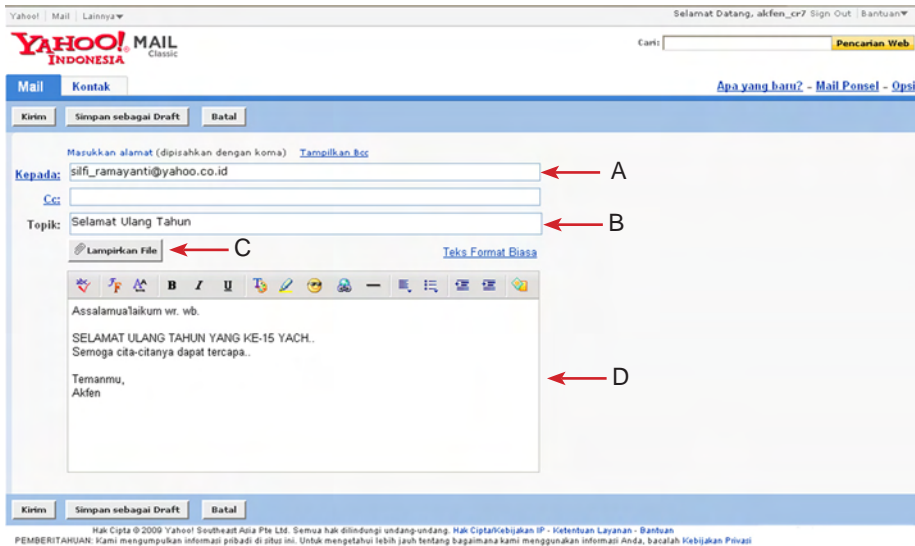 Yahoo! Mail Lainnya Selamat Datang, akfen_cr7 Sign Out Bantuan
YAHOO! MAIL Cari: Pencarian Web
INDONESIA Classic
Mail Kontak Apa yang baru? - Mail Ponsel - Opsi
Kirim Simpan sebagai Draft Batal
Masukkan alamat (dipisahkan dengan koma) Tampilkan Bcc
Kepada: silfi_ramayanti@yahoo.co.id A
Cc:
Topik: Selamat Ulang Tahun B
Lampirkan File C Teks Format Biasa
B I U
Assalamua'laikum wr. wb.
SELAMAT ULANG TAHUN YANG KE-15 YACH..
Semoga cita-citanya dapat tercapa..
Temanmu, D
Akfen
Kirim Simpan sebagai Draft Batal
Hak Cipta © 2009 Yahoo! Southeast Asia Pte Ltd. Semua hak dilindungi undang-undang. Hak Cipta/Kebijakan IP - Ketentuan Layanan - Bantuan
PEMBERITAHUAN: Kami mengumpulkan informasi pribadi di situs ini. Untuk mengetahui lebih jauh tentang bagaimana kami menggunakan informasi Anda, bacalah Kebijakan Privasi